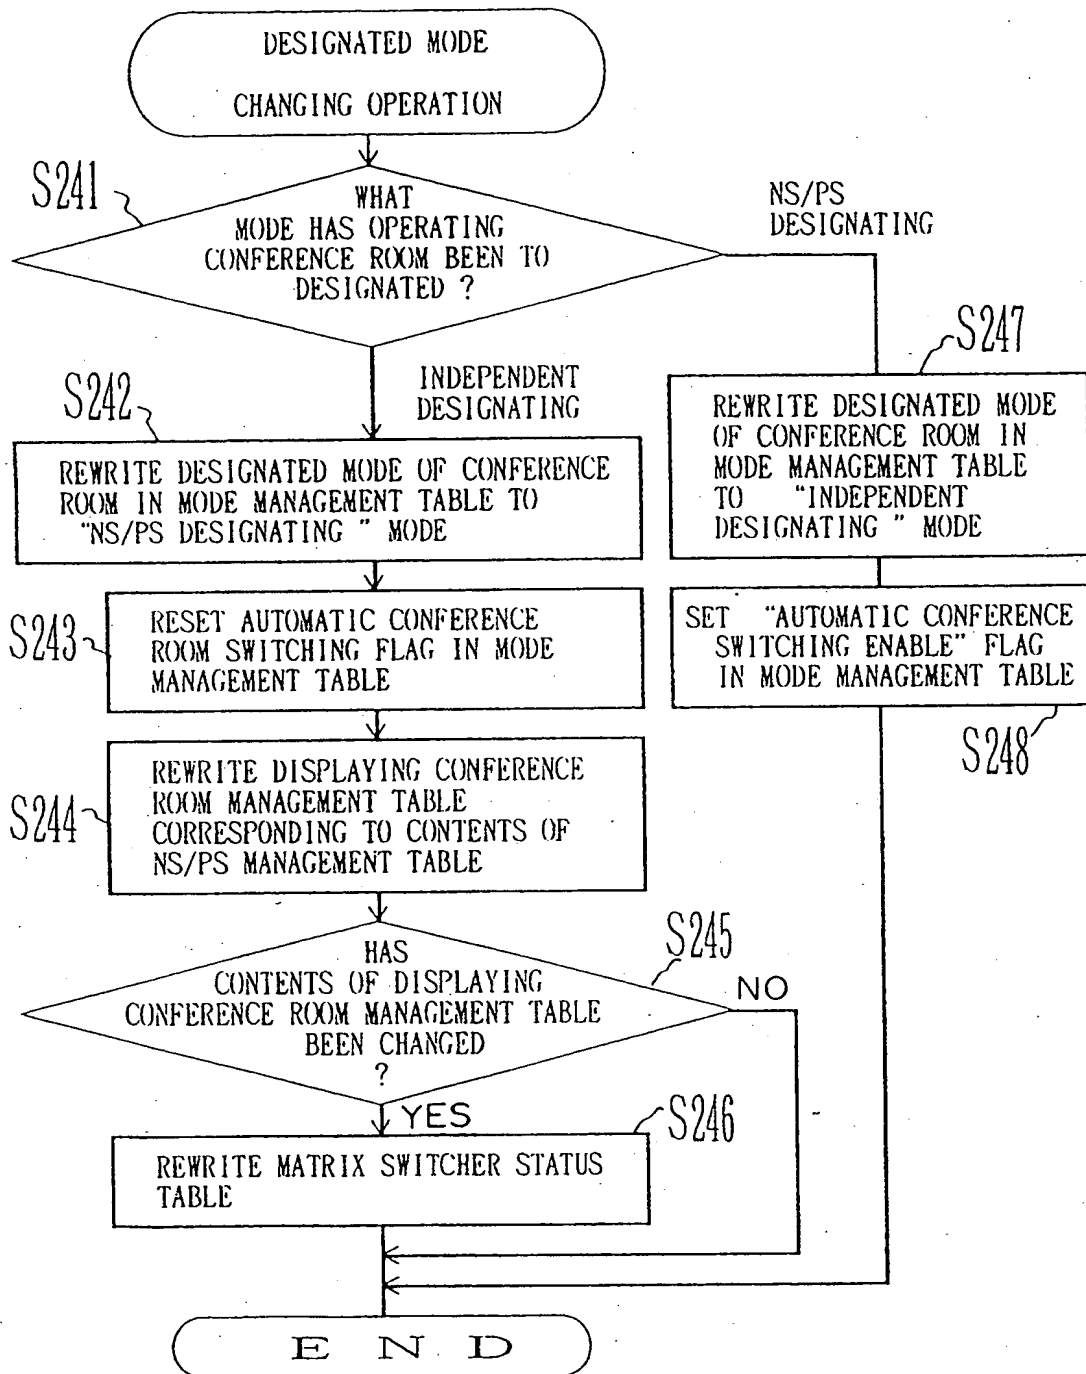 DESIGNATED MODE
CHANGING OPERATION
S241
WHAT
MODE HAS OPERATING
CONFERENCE ROOM BEEN TO
DESIGNATED ?
NS/PS
DESIGNATING
INDEPENDENT
DESIGNATING
S242
REWRITE DESIGNATED MODE OF CONFERENCE
ROOM IN MODE MANAGEMENT TABLE TO
"NS/PS DESIGNATING " MODE
S247
REWRITE DESIGNATED MODE
OF CONFERENCE ROOM IN
MODE MANAGEMENT TABLE
TO "INDEPENDENT
DESIGNATING " MODE
S243
RESET AUTOMATIC CONFERENCE
ROOM SWITCHING FLAG IN MODE
MANAGEMENT TABLE
SET "AUTOMATIC CONFERENCE
SWITCHING ENABLE" FLAG
IN MODE MANAGEMENT TABLE
S248
S244
REWRITE DISPLAYING CONFERENCE
ROOM MANAGEMENT TABLE
CORRESPONDING TO CONTENTS OF
NS/PS MANAGEMENT TABLE
S245
HAS
CONTENTS OF DISPLAYING
CONFERENCE ROOM MANAGEMENT TABLE
BEEN CHANGED
?
NO
YES
S246
REWRITE MATRIX SWITCHER STATUS
TABLE
END